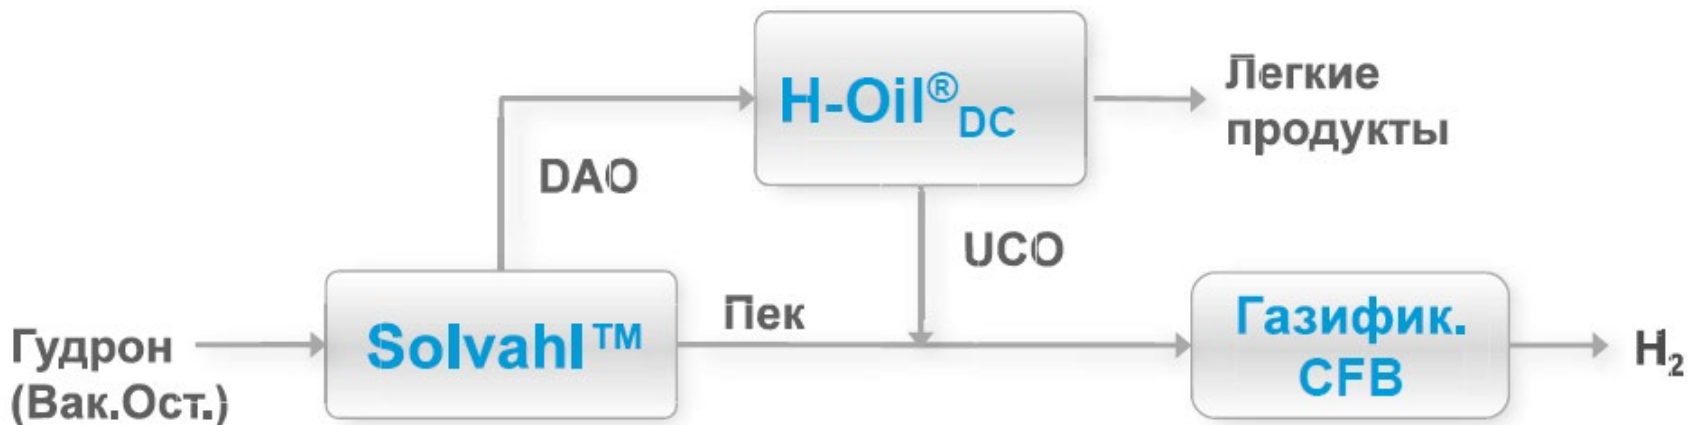 H-Oil®DC
Легкие
продукты
DAO
UCO
Пек
Гудрон
(Вак.Ост.)
Solvahl™
Газифик.
CFB
H₂